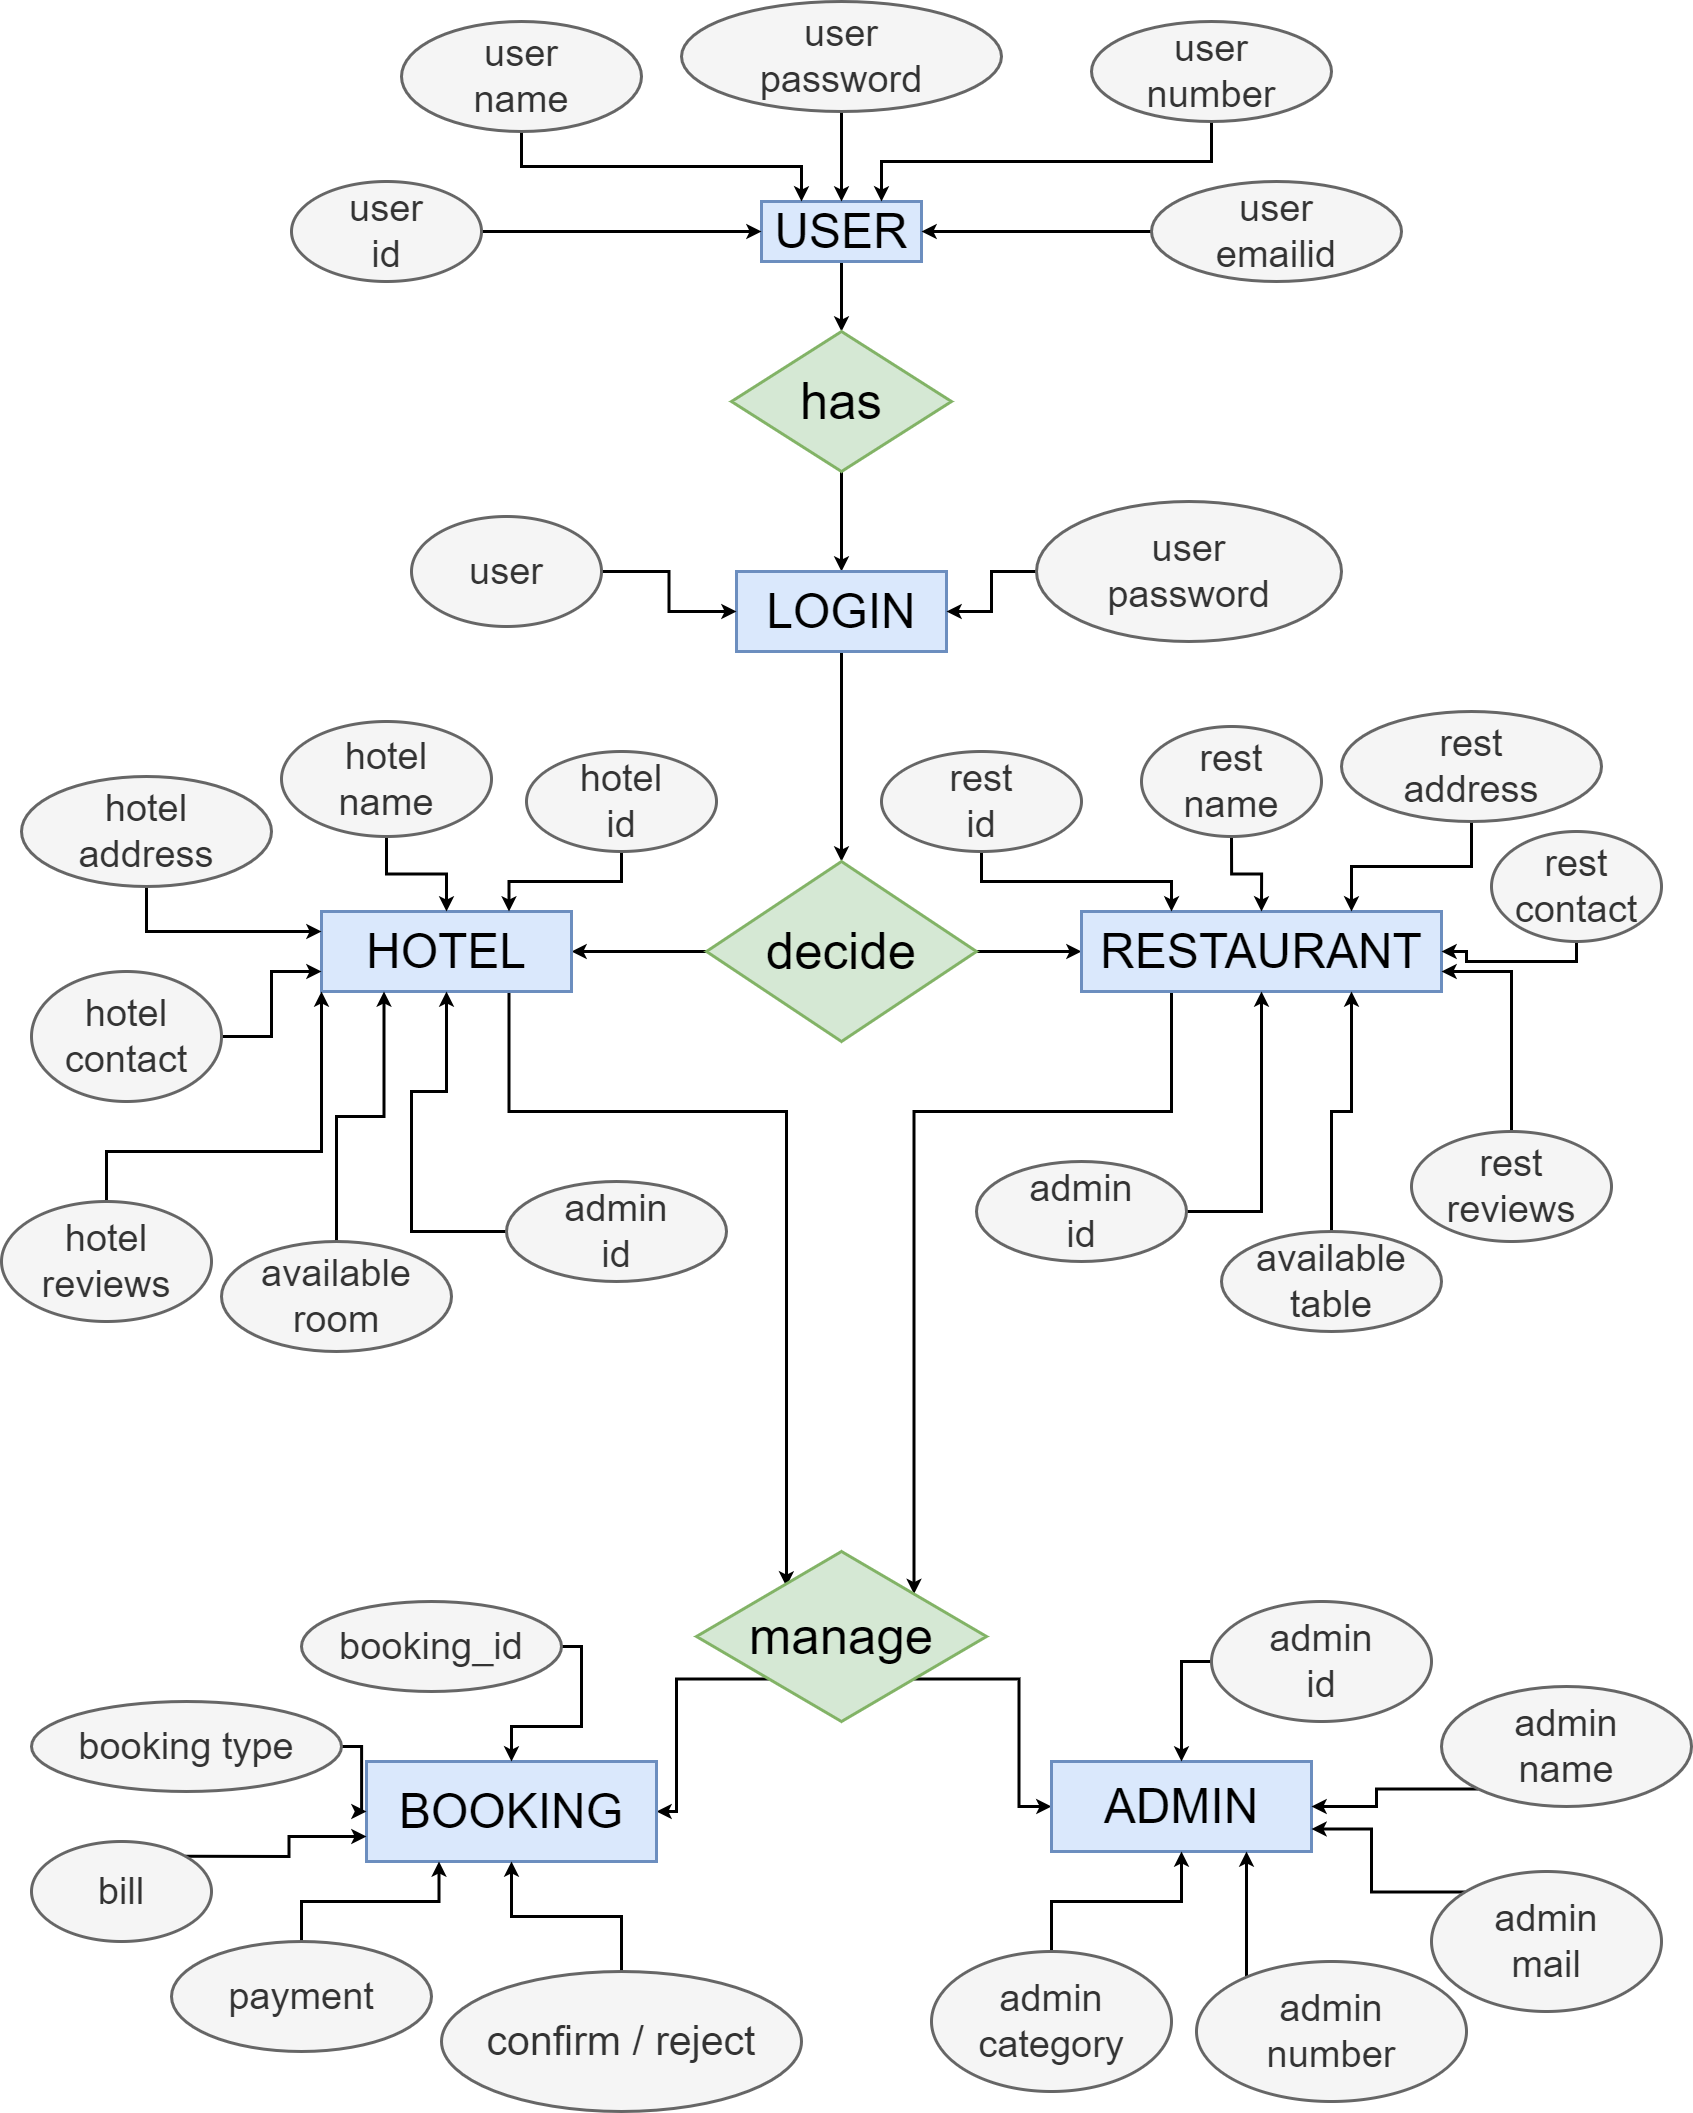 user
name
user
password
user
number
user
id
USER
user
emailid
has
user
LOGIN
user
password
hotel
address
hotel
name
hotel
id
rest
id
rest
name
rest
address
rest
contact
HOTEL
decide
RESTAURANT
hotel
contact
hotel
reviews
available
room
admin
id
admin
id
available
table
rest
reviews
manage
booking_id
booking type
BOOKING
bill
payment
confirm / reject
admin
id
admin
name
ADMIN
admin
mail
admin
category
admin
number